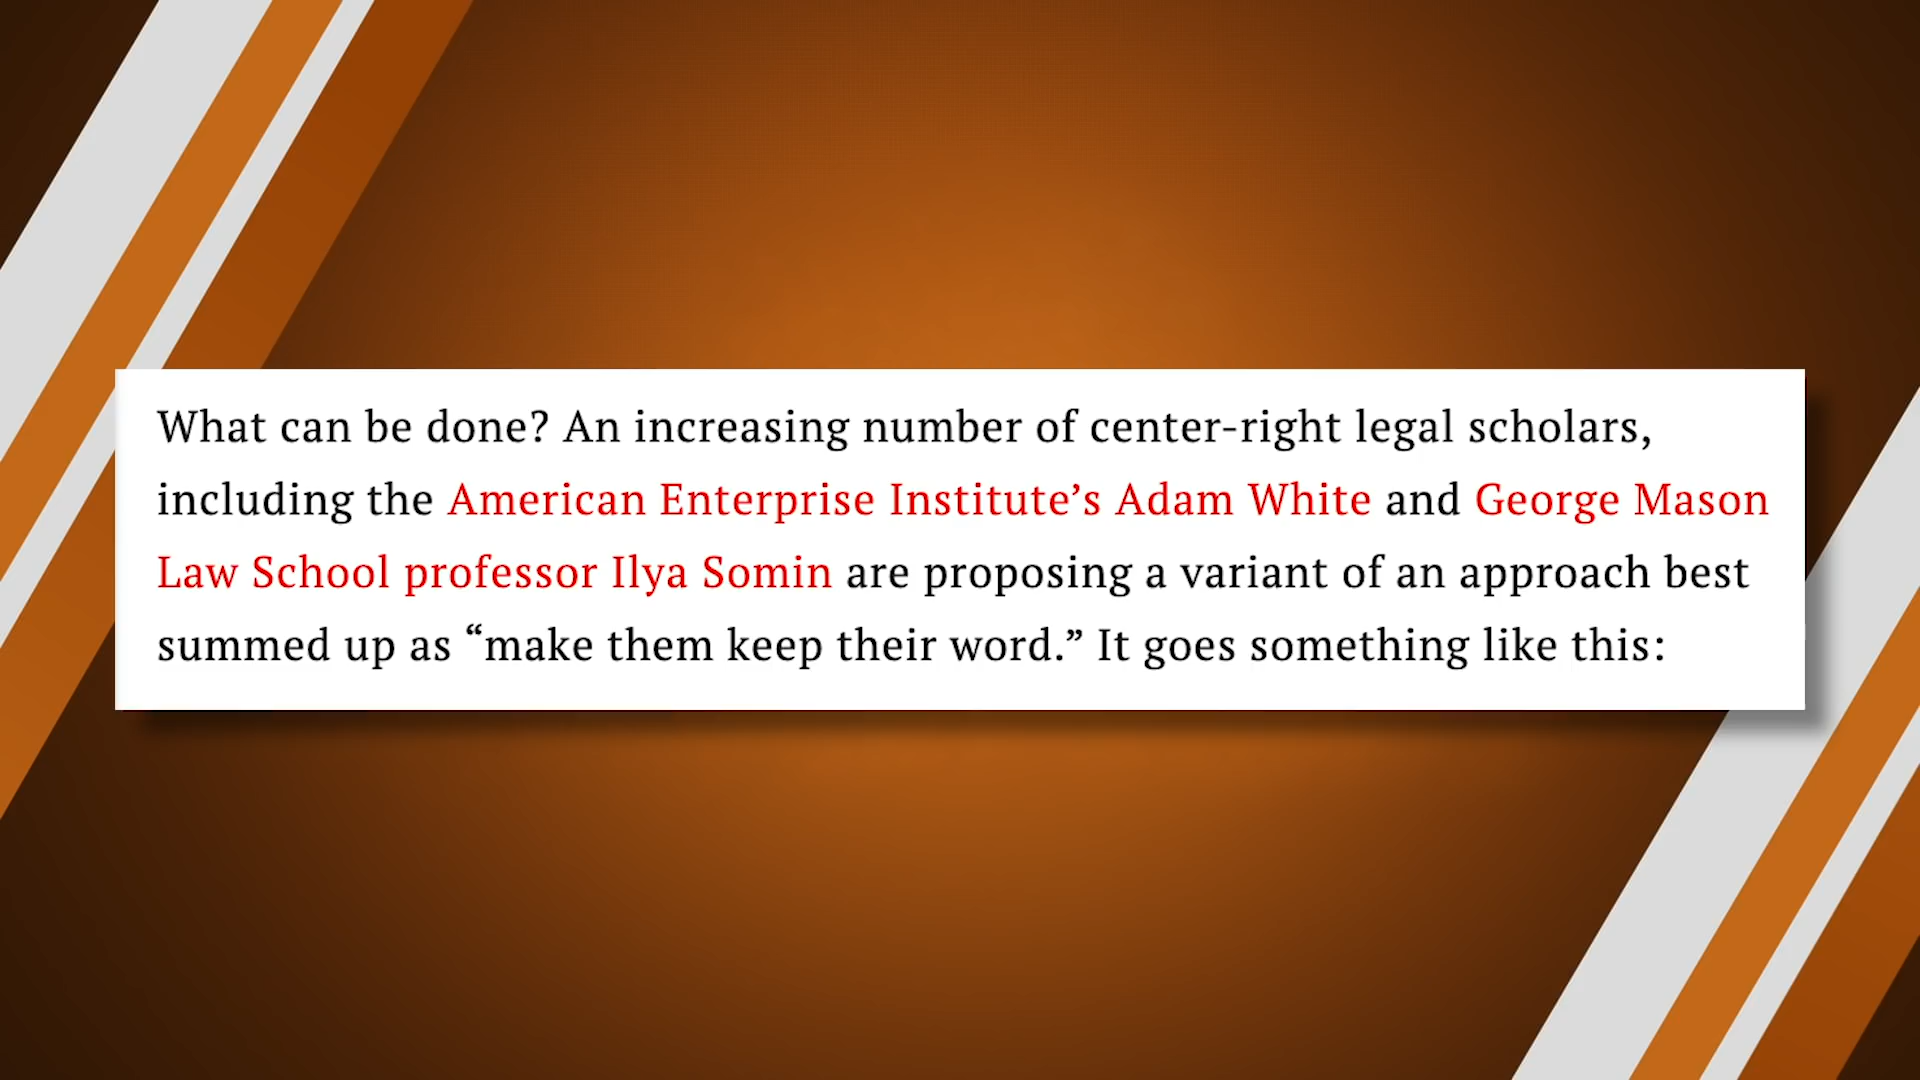 What can be done? An increasing number of center-right legal scholars,
including the American Enterprise Institute’s Adam White and George Mason
Law School professor Ilya Somin are proposing a variant of an approach best
summed up as “make them keep their word.” It goes something like this: